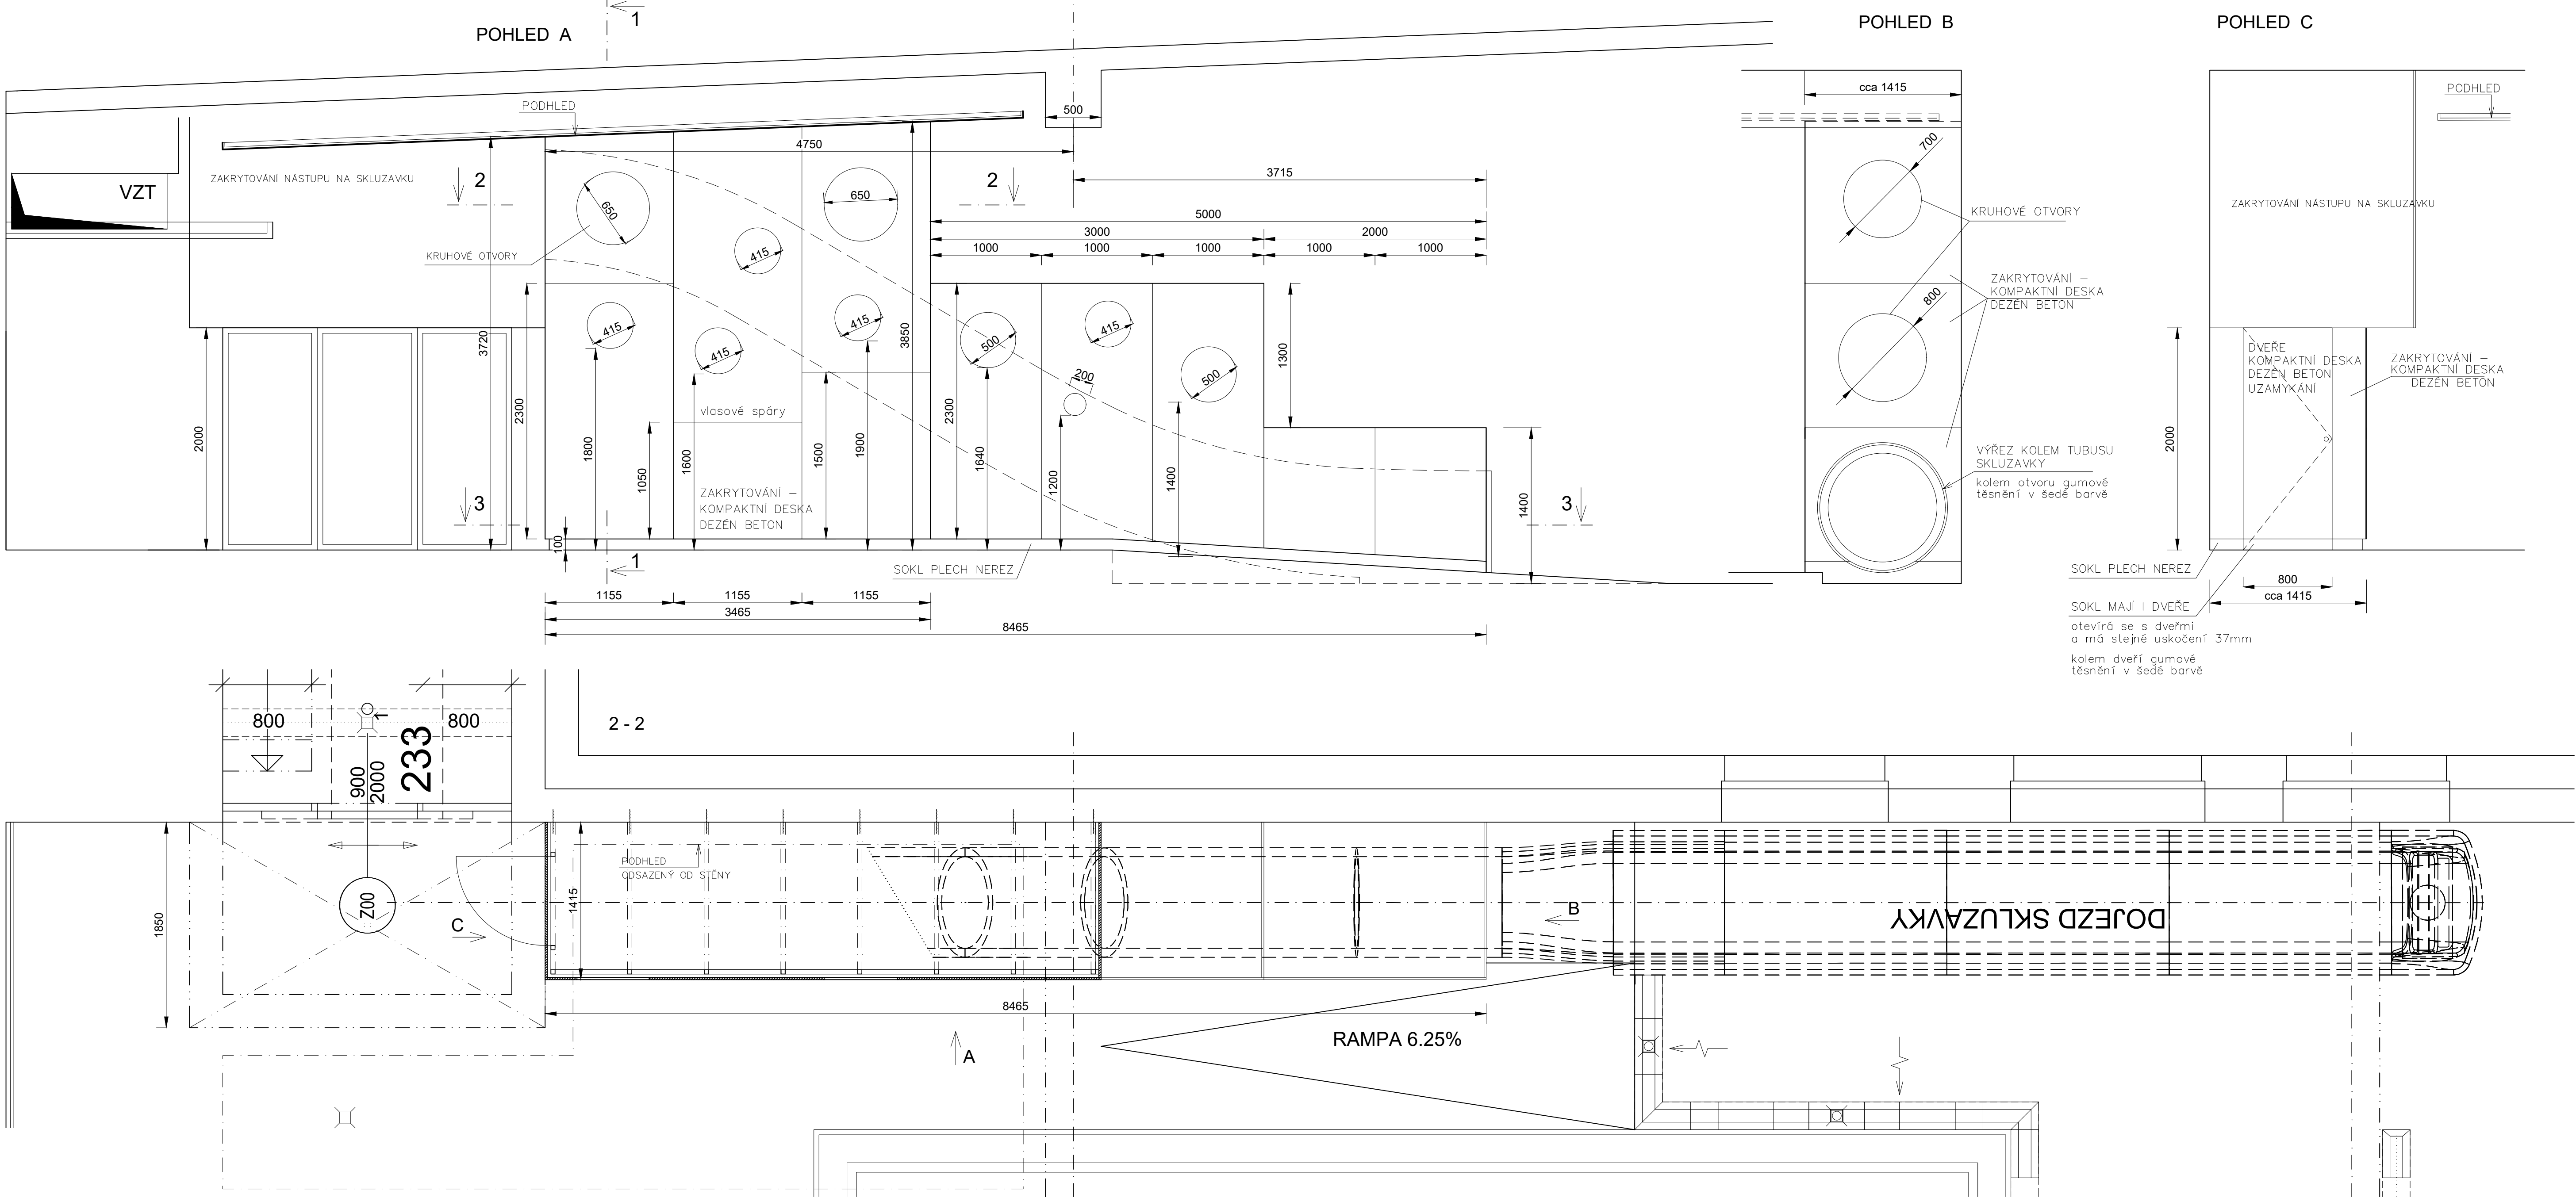 POHLED A
1
POHLED B
POHLED C
PODHLED
500
4750
cca 1415
PODHLED
VZT
ZAKRYTOVÁNÍ NÁSTUPU NA SKLUZAVKU
2
2
3715
650
650
5000
3000
2000
1000
1000
1000
1000
1000
KRUHOVÉ OTVORY
415
700
KRUHOVÉ OTVORY
ZAKRYTOVÁNÍ NÁSTUPU NA SKLUZAVKU
ZAKRYTOVÁNÍ –
KOMPAKTNÍ DESKA
DEZÉN BETON
800
415
415
415
500
415
500
200
3720
3850
2300
2300
1300
2000
1800
1050
1600
1500
1900
1640
1200
1400
1400
100
vlasové spáry
ZAKRYTOVÁNÍ –
KOMPAKTNÍ DESKA
DEZÉN BETON
3
3
1
SOKL PLECH NEREZ
VÝŘEZ KOLEM TUBUSU
SKLUZAVKY
kolem otvoru gumové
těsnění v šedé barvě
DVEŘE
KOMPAKTNÍ DESKA
DEZÉN BETON
UZAMYKÁNÍ
ZAKRYTOVÁNÍ –
KOMPAKTNÍ DESKA
DEZÉN BETON
2000
SOKL PLECH NEREZ
800
cca 1415
SOKL MAJÍ I DVEŘE
otevírá se s dveřmi
a má stejné uskočení 37mm
kolem dveří gumové
těsnění v šedé barvě
1155
1155
1155
3465
8465
800
1
800
900
2000
233
2 - 2
PODHLED
ODSAZENÝ OD STĚNY
1850
Z00
C
1415
B
DOJEZD SKLUZAVKY
8465
A
RAMPA 6.25%